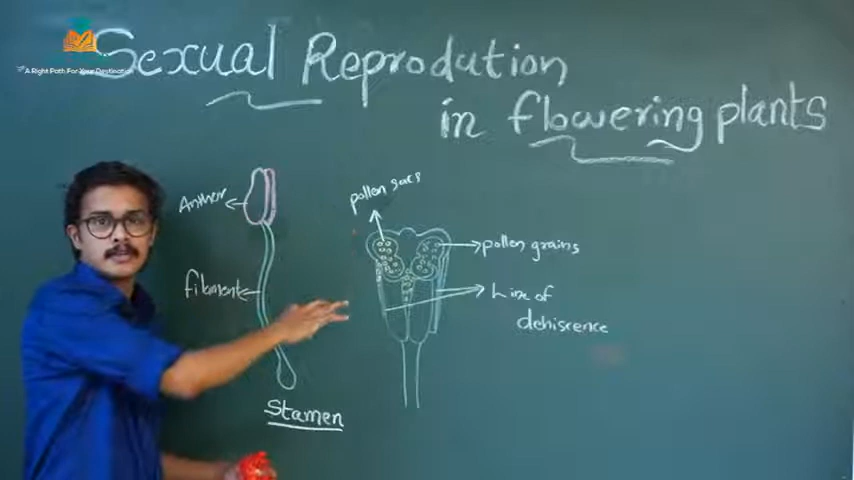 Sexual Reprodution
in flowering plants
A Right Path For Your Destination
Anther
filament
Stamen
pollen sacs
pollen grains
Line of
dehiscence